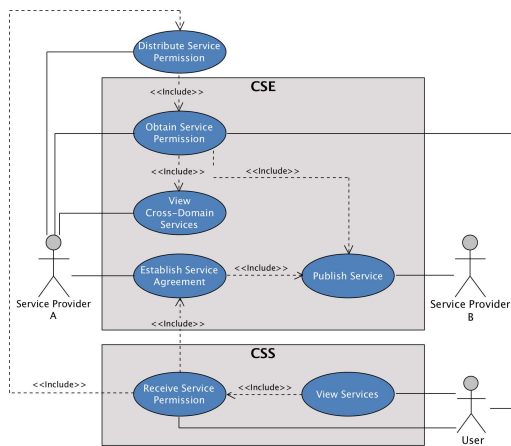 Distribute Service
Permission
<<Include>>
CSE
Obtain Service
Permission
<<Include>>
<<Include>>
View
Cross-Domain
Services
Establish Service
Agreement
<<Include>>
Publish Service
Service Provider
A
Service Provider
B
<<Include>>
CSS
<<Include>>
Receive Service
Permission
<<Include>>
View Services
User